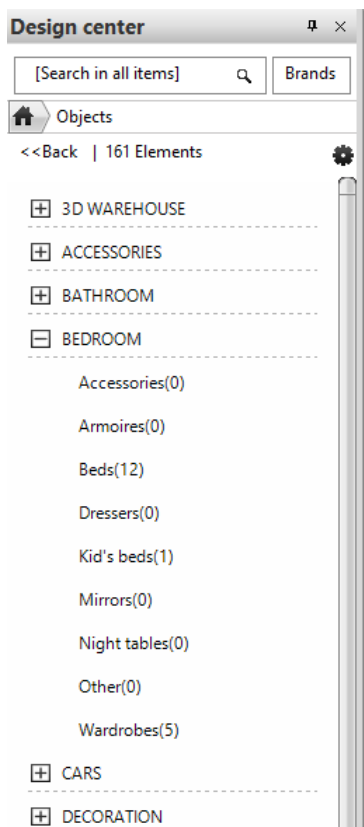 Design center
[Search in all items] Brands
Objects
<<Back | 161 Elements
3D WAREHOUSE
ACCESSORIES
BATHROOM
BEDROOM
Accessories(0)
Armoires(0)
Beds(12)
Dressers(0)
Kid's beds(1)
Mirrors(0)
Night tables(0)
Other(0)
Wardrobes(5)
CARS
DECORATION